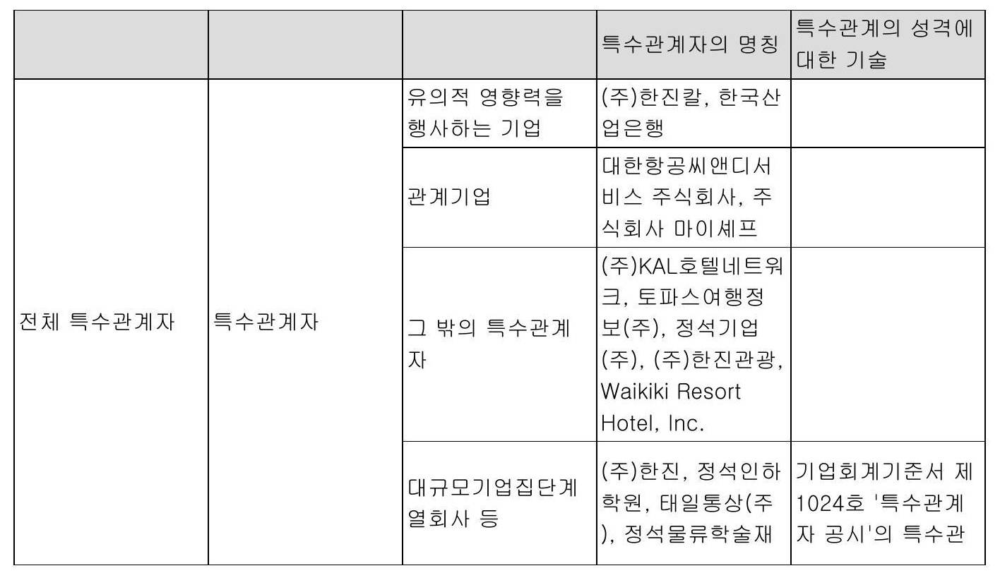 특수관계자의 명칭
특수관계의 성격에
대한 기술
전체 특수관계자
특수관계자
유의적 영향력을
행사하는 기업
(주)한진칼, 한국산
업은행
관계기업
대한항공씨앤디서
비스 주식회사, 주
식회사 마이셰프
그 밖의 특수관계
자
(주)KAL호텔네트워
크, 토파스여행정
보(주), 정석기업
(주), (주)한진관광,
Waikiki Resort
Hotel, Inc.
대규모기업집단계
열회사 등
(주)한진, 정석인하
학원, 태일통상(주
), 정석물류학술재
기업회계기준서 제
1024호 '특수관계
자 공시'의 특수관